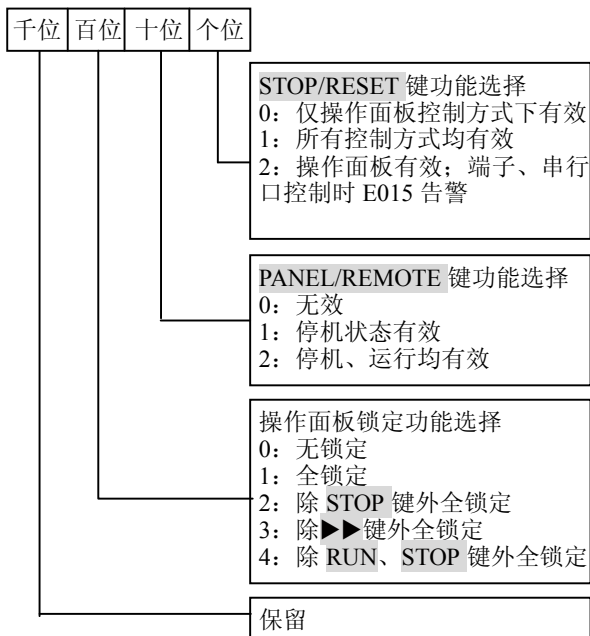 千位 百位 十位 个位
STOP/RESET 键功能选择
0：仅操作面板控制方式下有效
1：所有控制方式均有效
2：操作面板有效；端子、串行
口控制时 E015 告警
PANEL/REMOTE 键功能选择
0：无效
1：停机状态有效
2：停机、运行均有效
操作面板锁定功能选择
0：无锁定
1：全锁定
2：除 STOP 键外全锁定
3：除▶▶键外全锁定
4：除 RUN、STOP 键外全锁定
保留